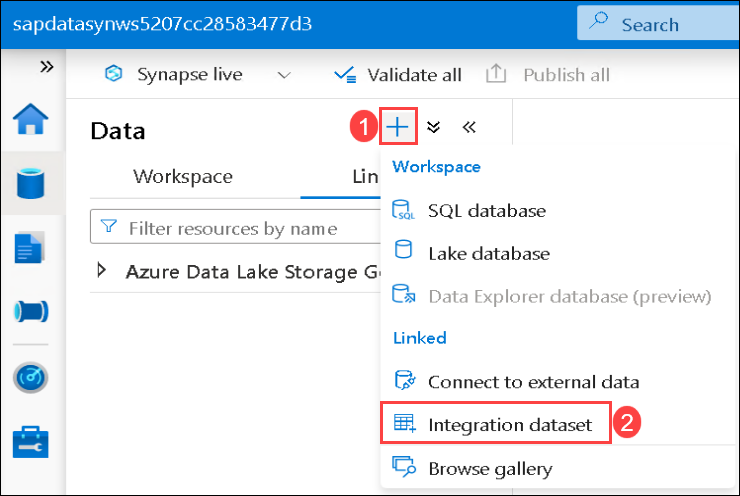 sapdatasynws5207cc28583477d3
Search
Synapse live
Validate all
Publish all
Data
1
Workspace
Lin
Filter resources by name
Azure Data Lake Storage G
Workspace
SQL database
Lake database
Data Explorer database (preview)
Linked
Connect to external data
Integration dataset
2
Browse gallery